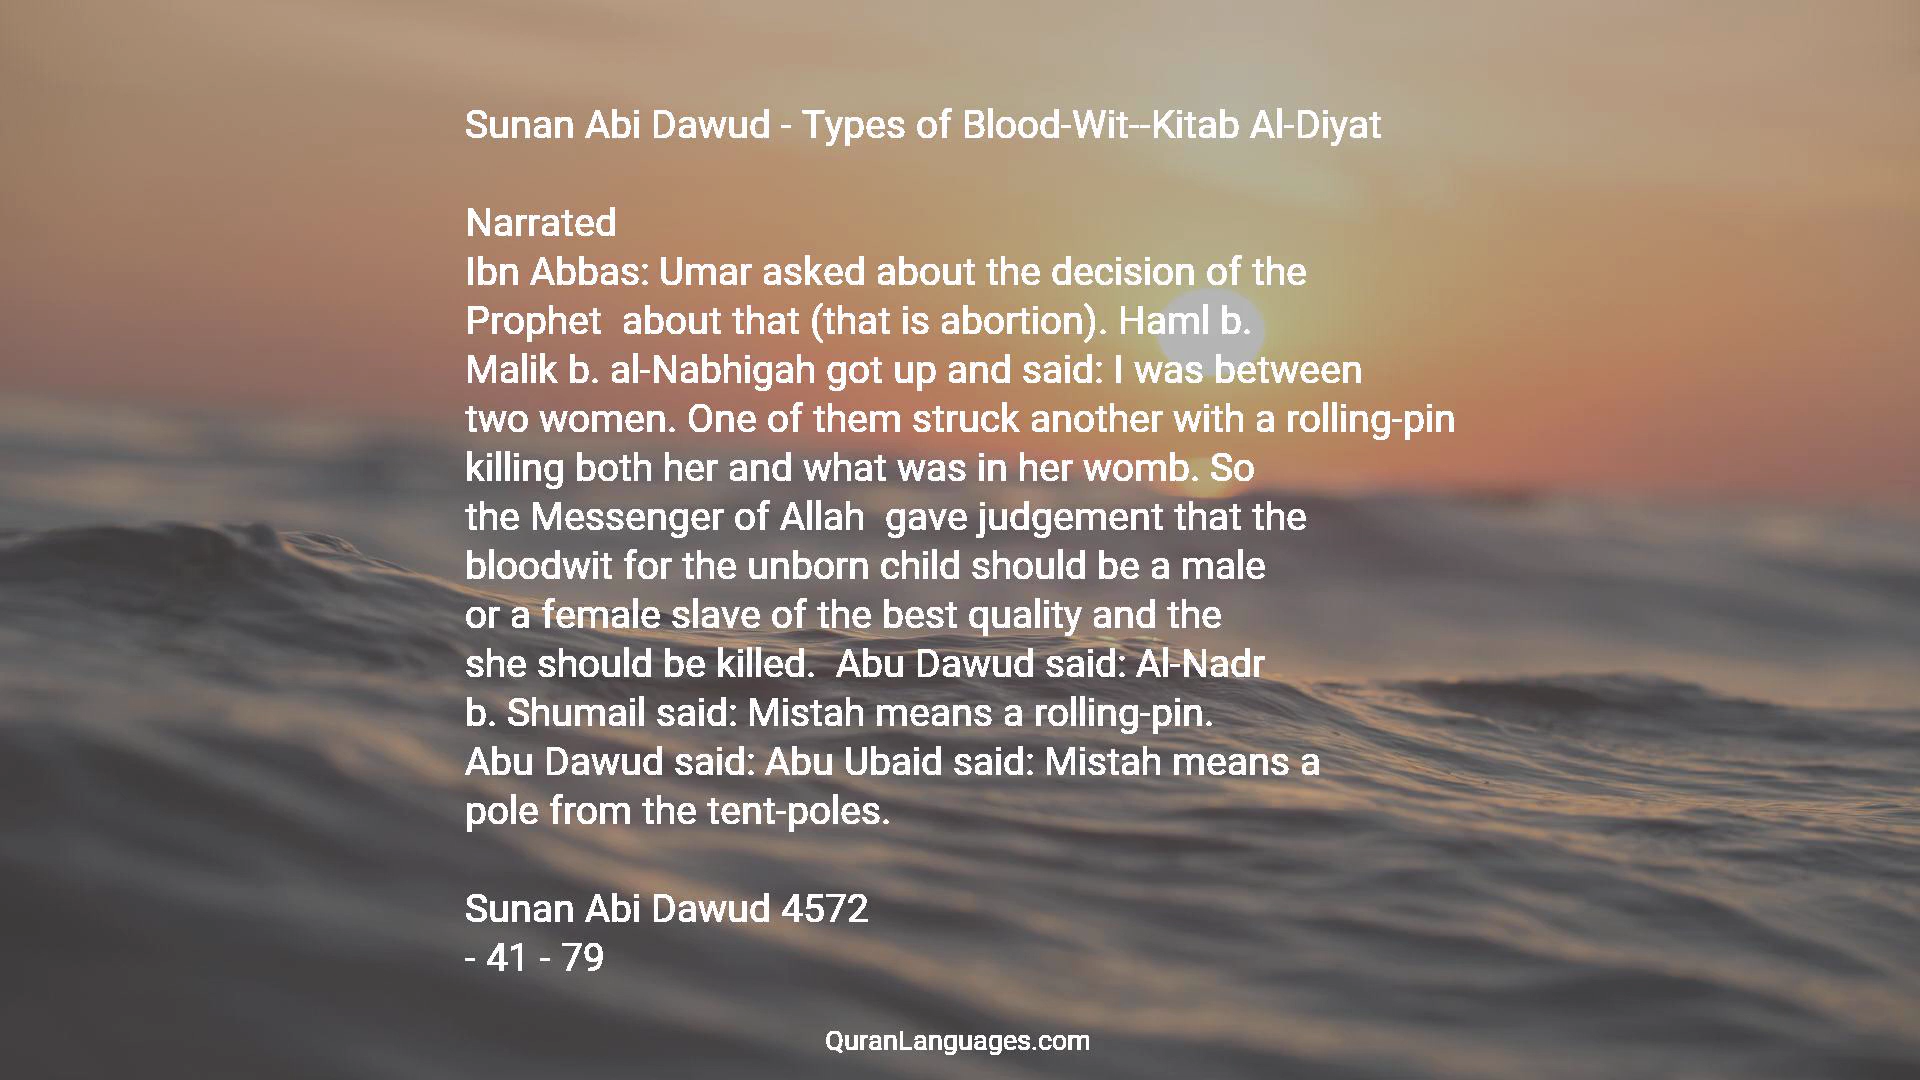 Sunan Abi Dawud - Types of Blood-Wit--Kitab Al-Diyat
Narrated
Ibn Abbas: Umar asked about the decision of the
Prophet  about that (that is abortion). Haml b.
Malik b. al-Nabhigah got up and said: I was between
two women. One of them struck another with a rolling-pin
killing both her and what was in her womb. So
the Messenger of Allah  gave judgement that the
bloodwit for the unborn child should be a male
or a female slave of the best quality and the
she should be killed.  Abu Dawud said: Al-Nadr
b. Shumail said: Mistah means a rolling-pin.
Abu Dawud said: Abu Ubaid said: Mistah means a
pole from the tent-poles.
Sunan Abi Dawud 4572
- 41 - 79
QuranLanguages.com